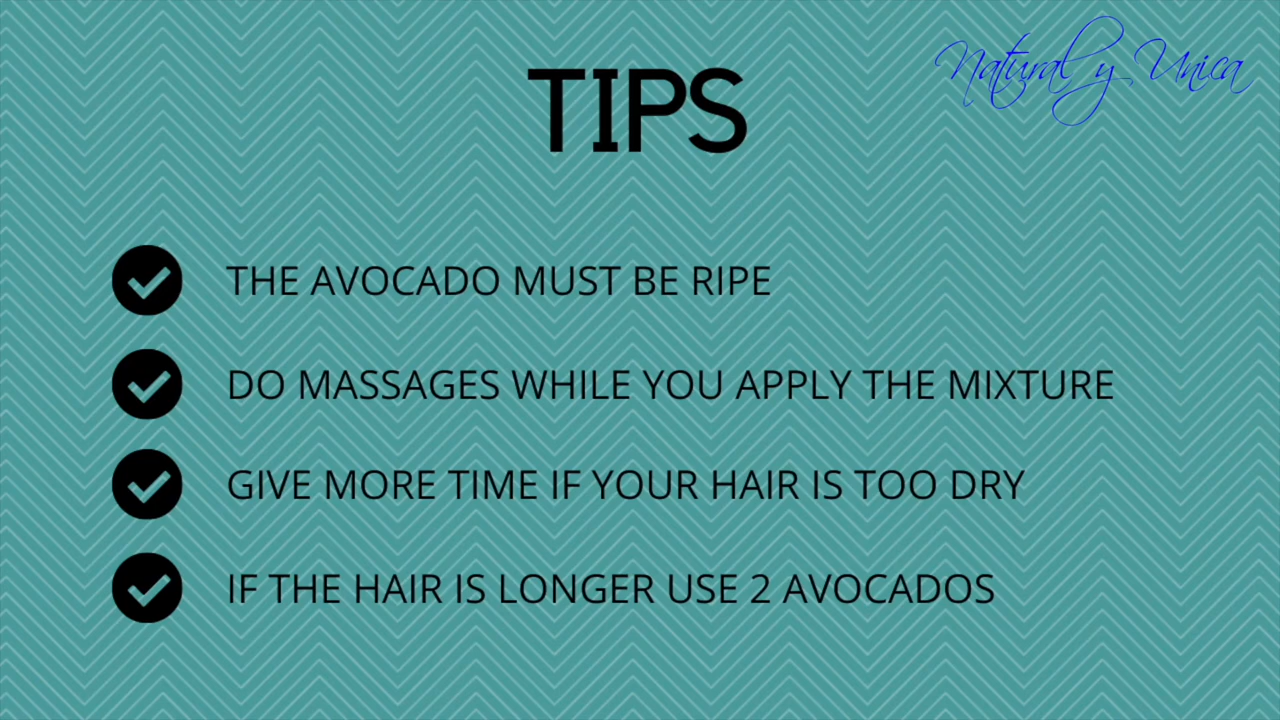 Natural y Unica
TIPS
THE AVOCADO MUST BE RIPE
DO MASSAGES WHILE YOU APPLY THE MIXTURE
GIVE MORE TIME IF YOUR HAIR IS TOO DRY
IF THE HAIR IS LONGER USE 2 AVOCADOS